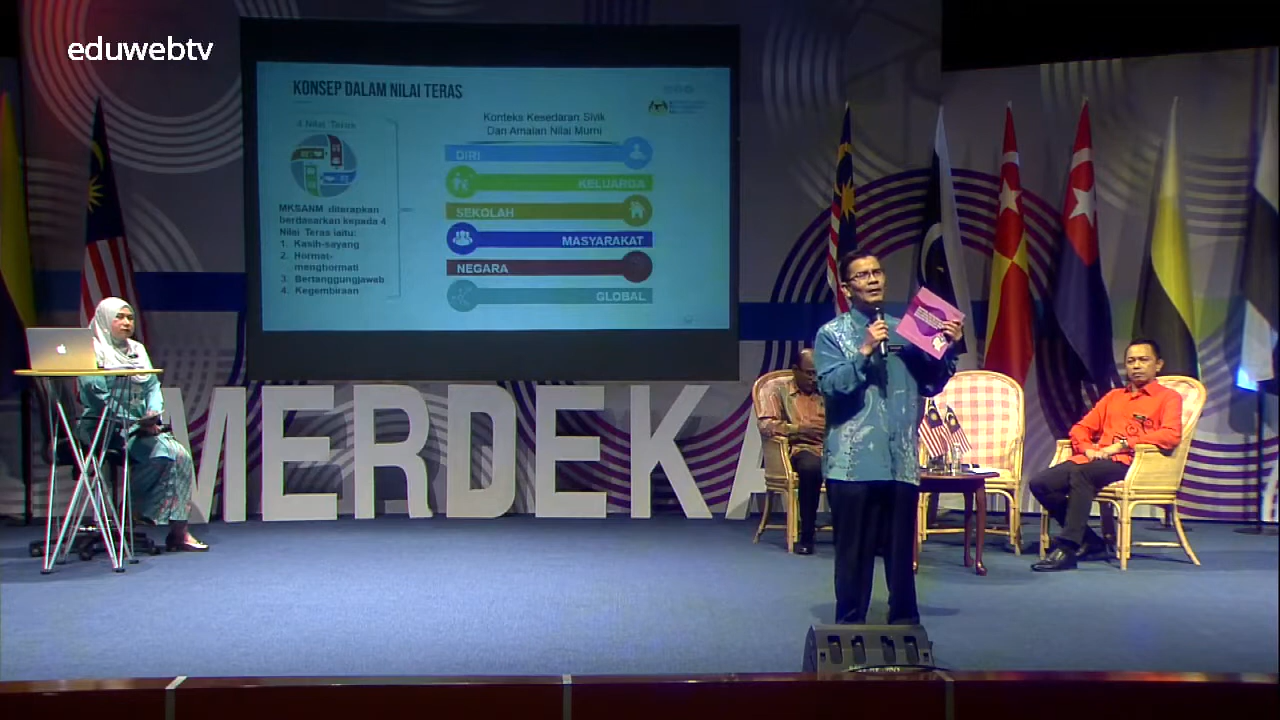 eduwebtv
KONSEP DALAM NILAI TERAS
4 Nilai Teras
MKSANM diterapkan
berdasarkan kepada 4
Nilai Teras iaitu:
1. Kasih-sayang
2. Hormat-
menghormati
3. Bertanggungjawab
4. Kegembiraan
Konteks Kesedaran Sivik
Dan Amalan Nilai Murni
DIRI
KELUARGA
SEKOLAH
MASYARAKAT
NEGARA
GLOBAL
MERDEKA